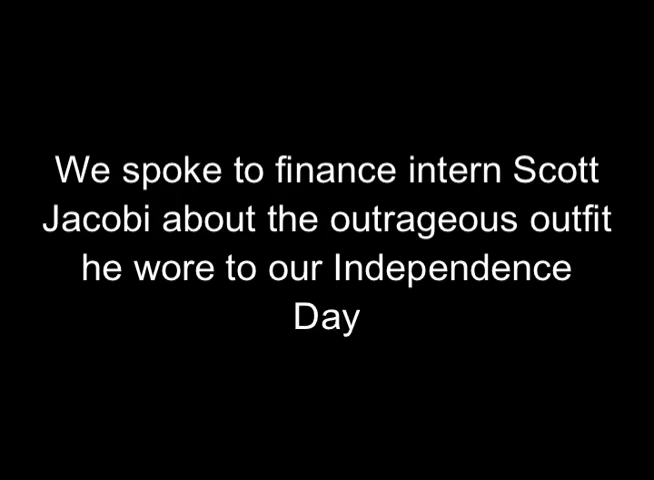 We spoke to finance intern Scott
Jacobi about the outrageous outfit
he wore to our Independence
Day